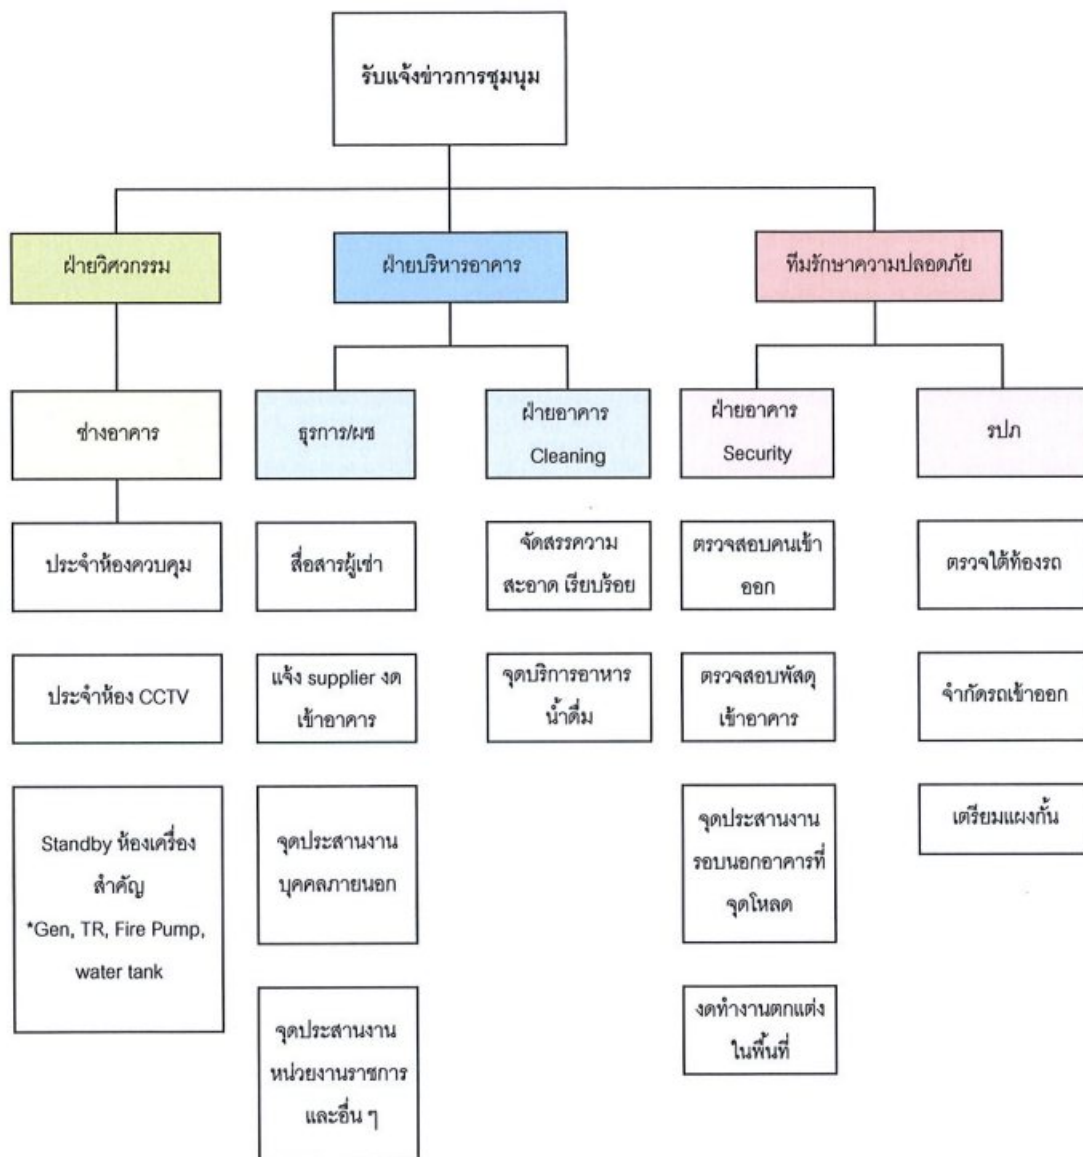 รับแจ้งข่าวการชุมนุม
ฝ่ายวิศวกรรม
ฝ่ายบริหารอาคาร
ทีมรักษาความปลอดภัย
ช่างอาคาร
ธุรการ/ผช
ฝ่ายอาคาร
Cleaning
ฝ่ายอาคาร
Security
รปภ
ประจำห้องควบคุม
สื่อสารผู้เช่า
จัดสรรความ
สะอาด เรียบร้อย
ตรวจสอบคนเข้า
ออก
ตรวจใต้ท้องรถ
ประจำห้อง CCTV
แจ้ง supplier งด
เข้าอาคาร
จุดบริการอาหาร
น้ำดื่ม
ตรวจสอบพัสดุ
เข้าอาคาร
จำกัดรถเข้าออก
Standby ห้องเครื่อง
สำคัญ
*Gen, TR, Fire Pump,
water tank
จุดประสานงาน
บุคคลภายนอก
จุดประสานงาน
รอบนอกอาคารที่
จุดโหลด
เตรียมแผงกั้น
จุดประสานงาน
หน่วยงานราชการ
และอื่น ๆ
งดทำงานตกแต่ง
ในพื้นที่